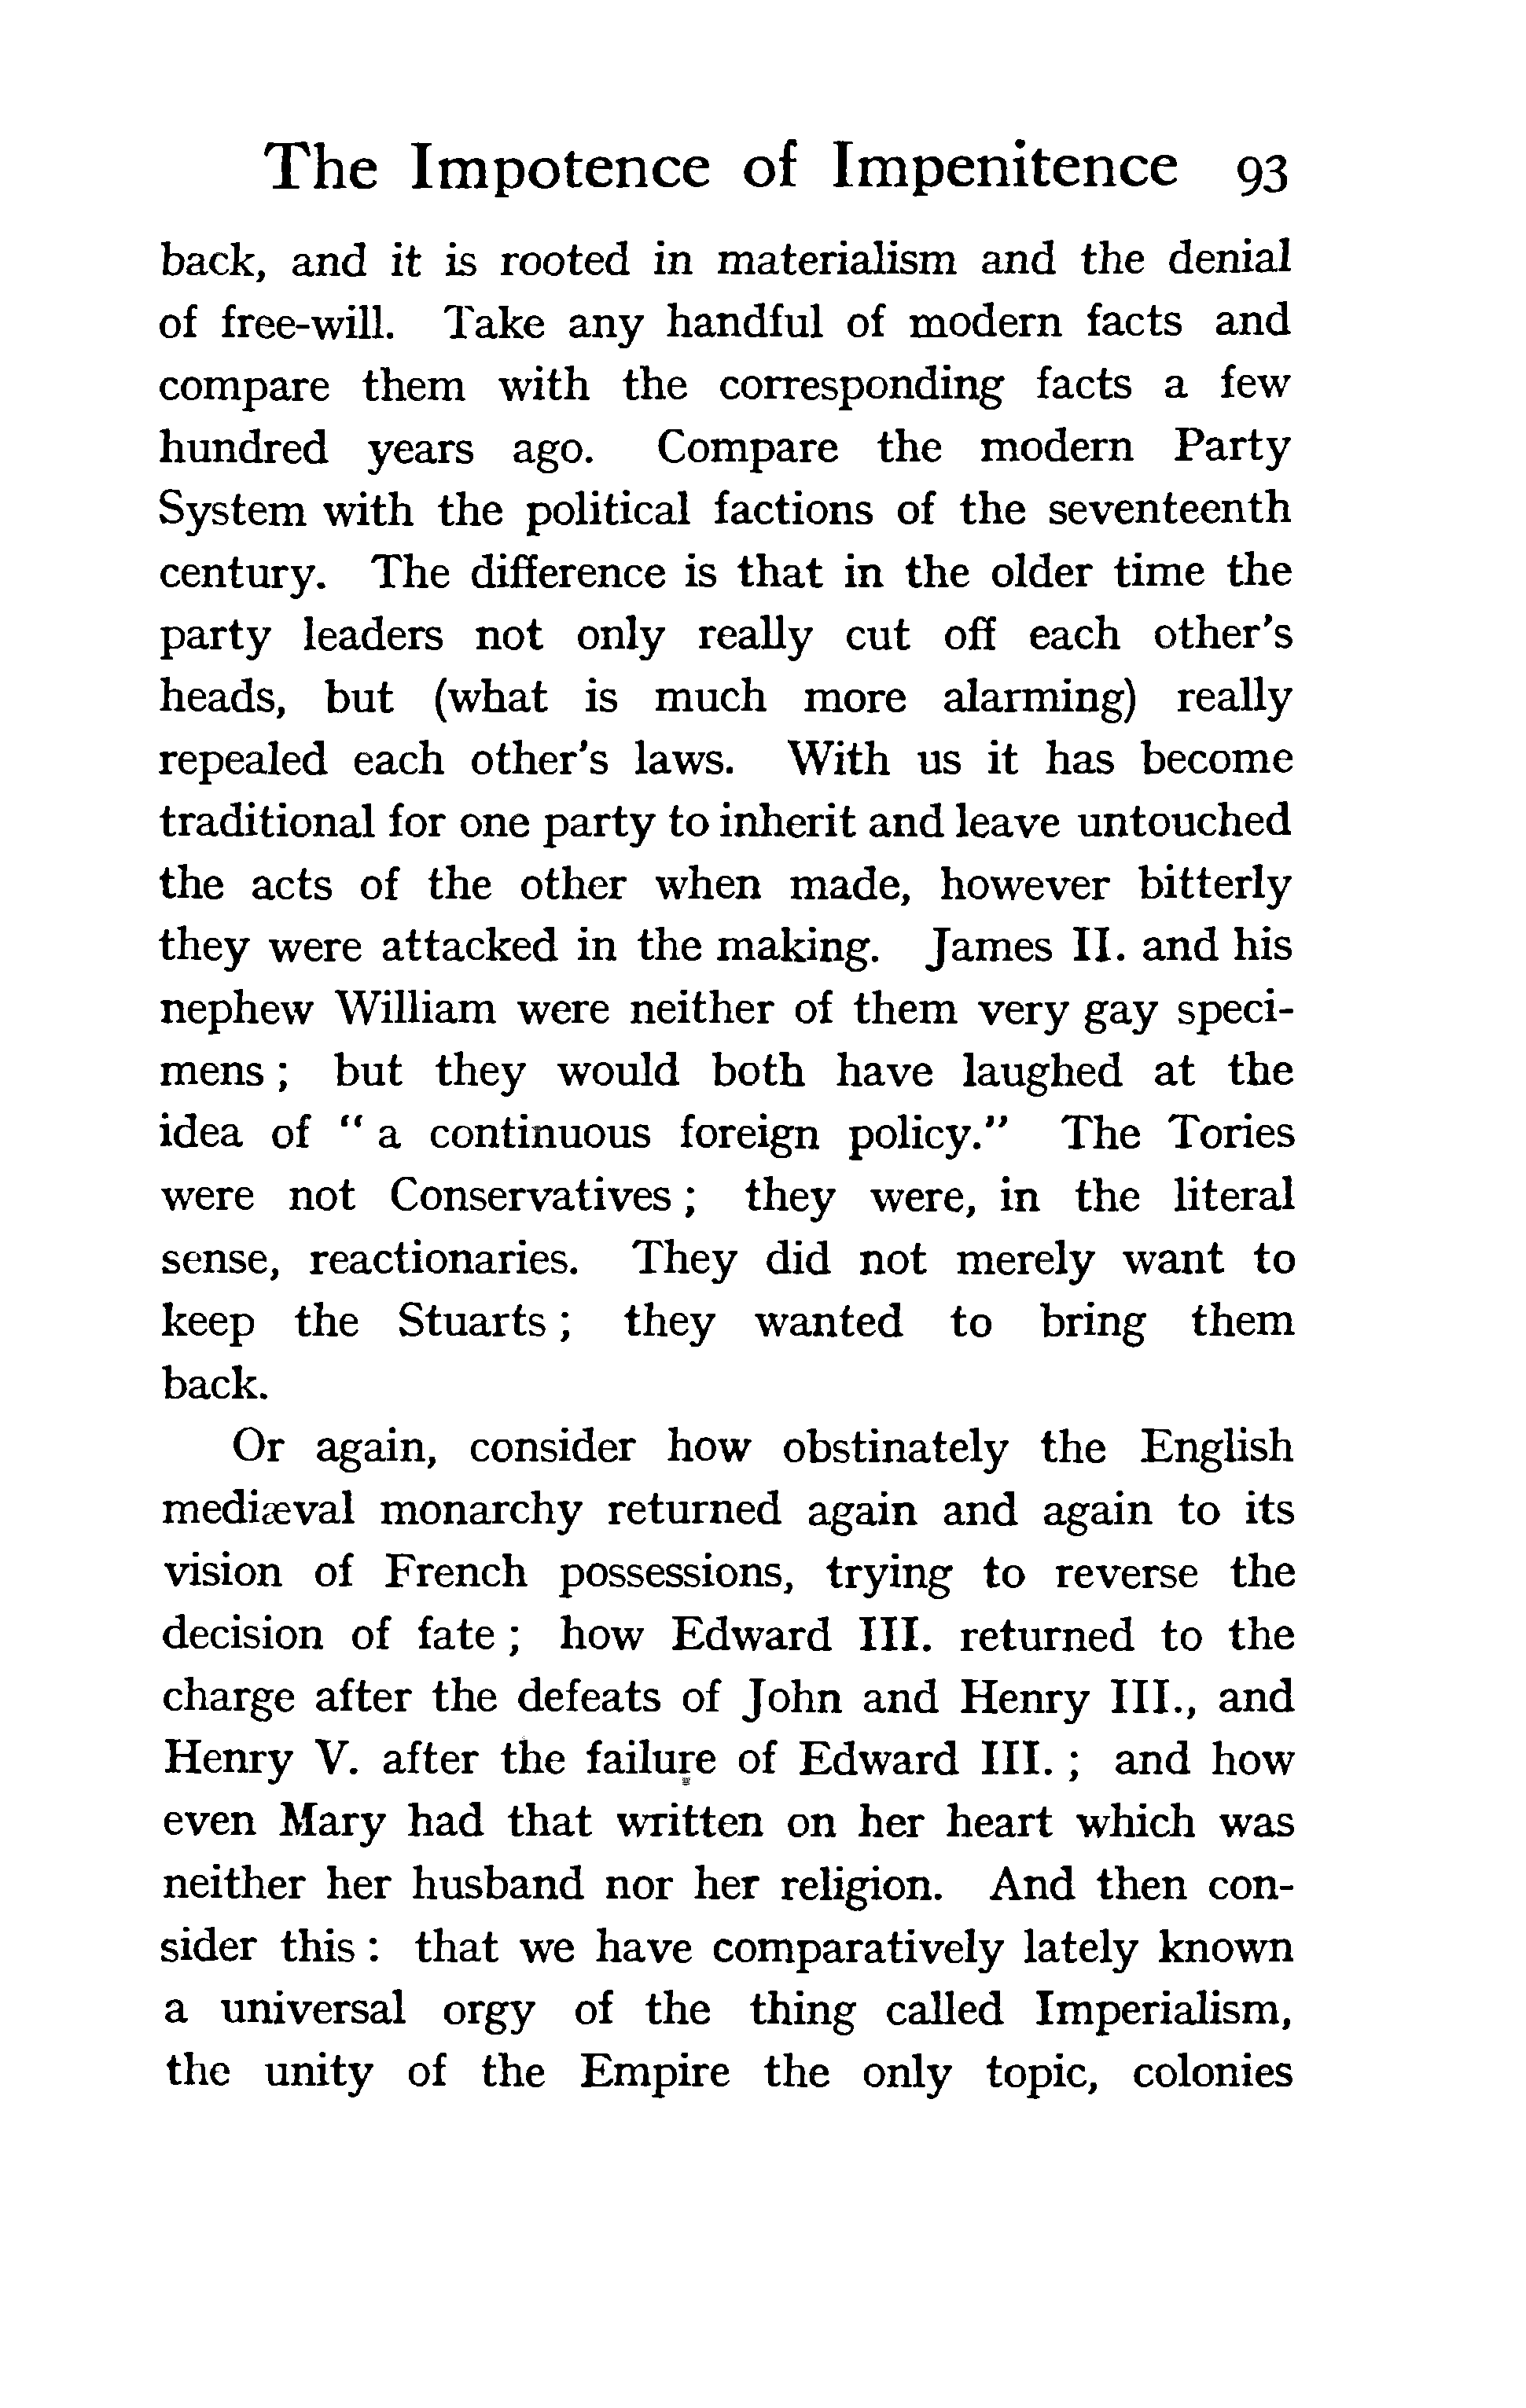 The Impotence of Impenitence 93
back, and it is rooted in materialism and the denial
of free-will. Take any handful of modern facts and
compare them with the corresponding facts a few
hundred years ago. Compare the modern Party
System with the political factions of the seventeenth
century. The difference is that in the older time the
party leaders not only really cut off each other's
heads, but (what is much more alarming) really
repealed each other's laws. With us it has become
traditional for one party to inherit and leave untouched
the acts of the other when made, however bitterly
they were attacked in the making. James II. and his
nephew William were neither of them very gay speci-
mens ; but they would both have laughed at the
idea of “ a continuous foreign policy.” The Tories
were not Conservatives ; they were, in the literal
sense, reactionaries. They did not merely want to
keep the Stuarts ; they wanted to bring them
back.
Or again, consider how obstinately the English
mediæval monarchy returned again and again to its
vision of French possessions, trying to reverse the
decision of fate ; how Edward III. returned to the
charge after the defeats of John and Henry III., and
Henry V. after the failure of Edward III. ; and how
even Mary had that written on her heart which was
neither her husband nor her religion. And then con-
sider this : that we have comparatively lately known
a universal orgy of the thing called Imperialism,
the unity of the Empire the only topic, colonies